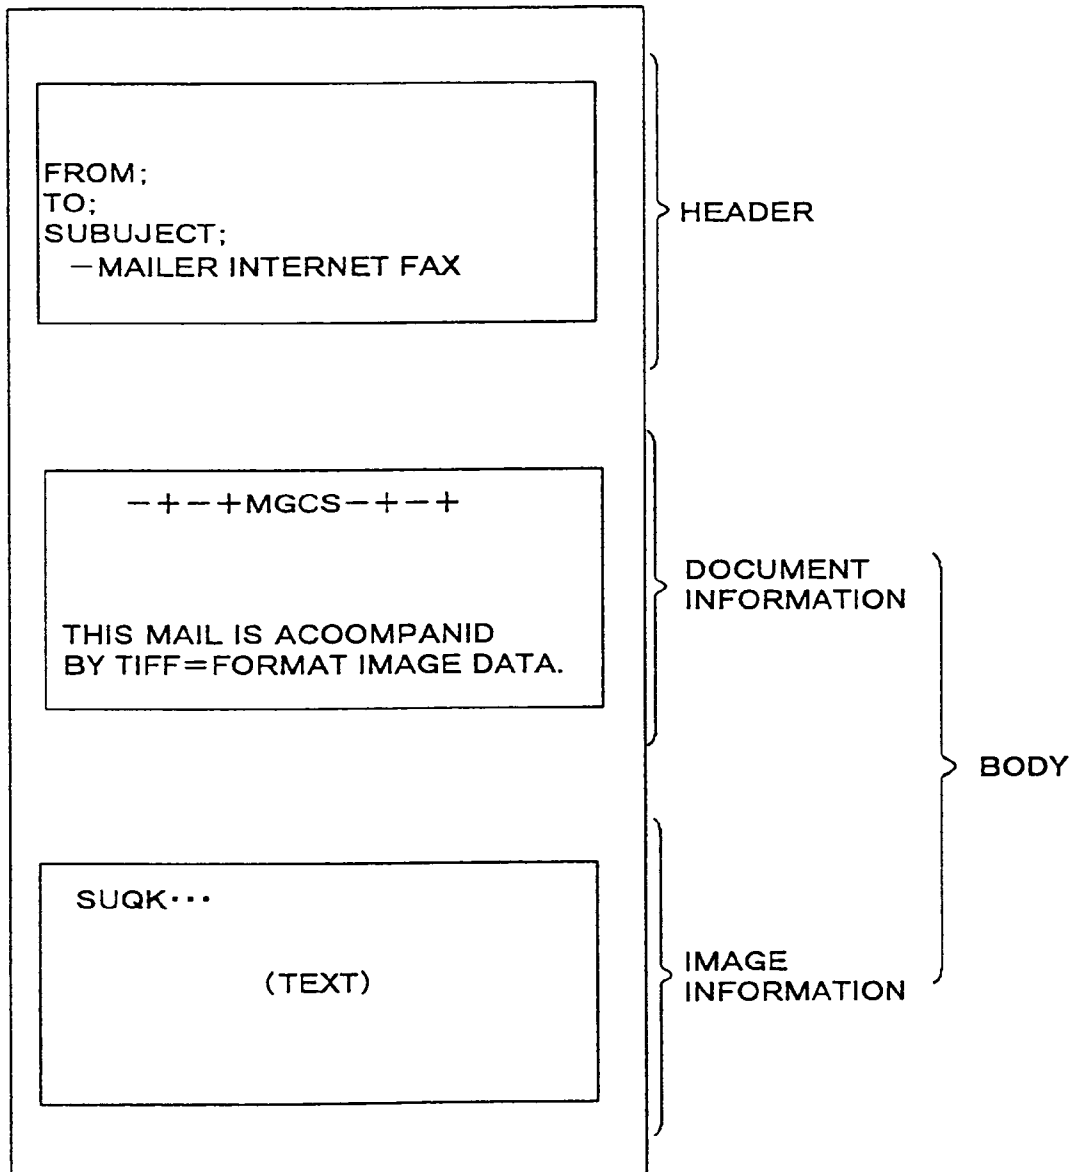 FROM;
TO;
SUBUJECT;
—MAILER INTERNET FAX
HEADER
—+—+MGCS—+—+
THIS MAIL IS ACOOMPANID
BY TIFF=FORMAT IMAGE DATA.
DOCUMENT
INFORMATION
BODY
SUQK···
(TEXT)
IMAGE
INFORMATION